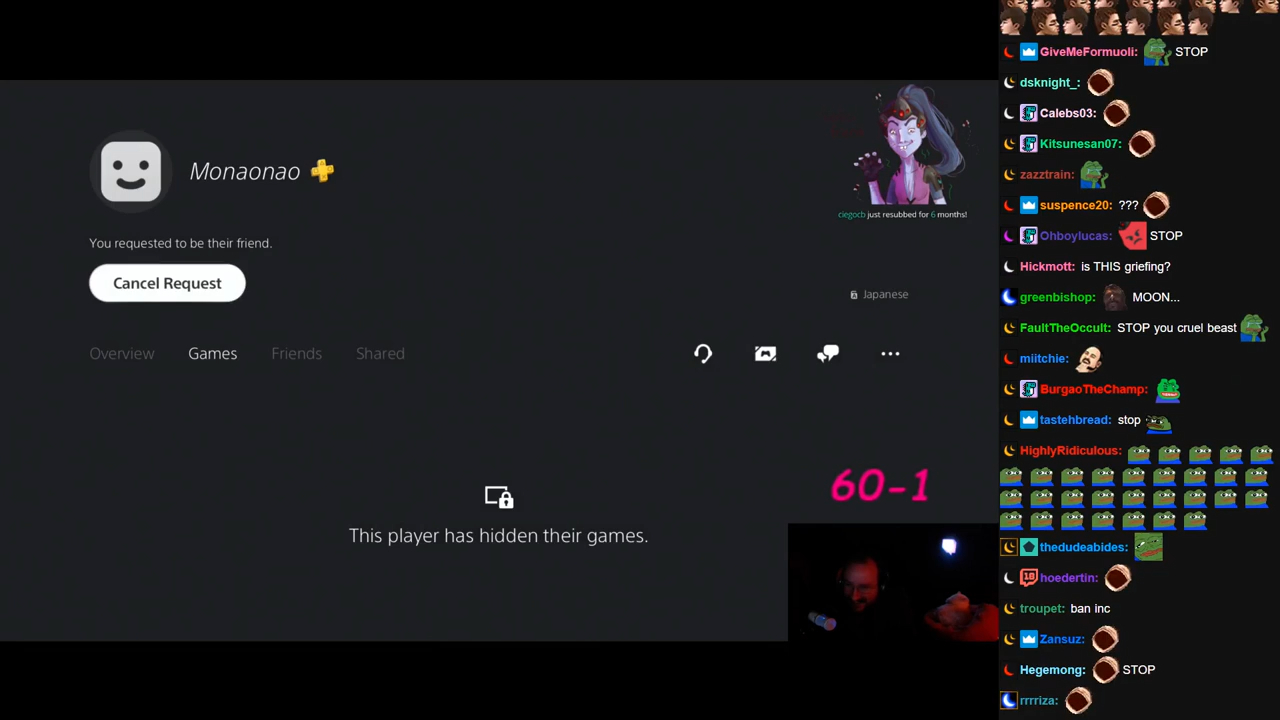 Monaonao
You requested to be their friend.
Cancel Request
ciegocb just resubbed for 6 months!
Japanese
Overview
Games
Friends
Shared
This player has hidden their games.
60-1
GiveMeFormuoli: STOP
dsknight_:
Calebs03:
Kitsunesan07:
zazztrain:
suspence20: ???
Ohboylucas: STOP
Hickmott: is THIS griefing?
greenbishop: MOON...
FaultTheOccult: STOP you cruel beast
miitchie:
BurgaoTheChamp:
tastehbread: stop
HighlyRidiculous:
thedudeabides:
18 hoedertin:
troupet: ban inc
Zansuz:
Hegemong: STOP
rrrriza: